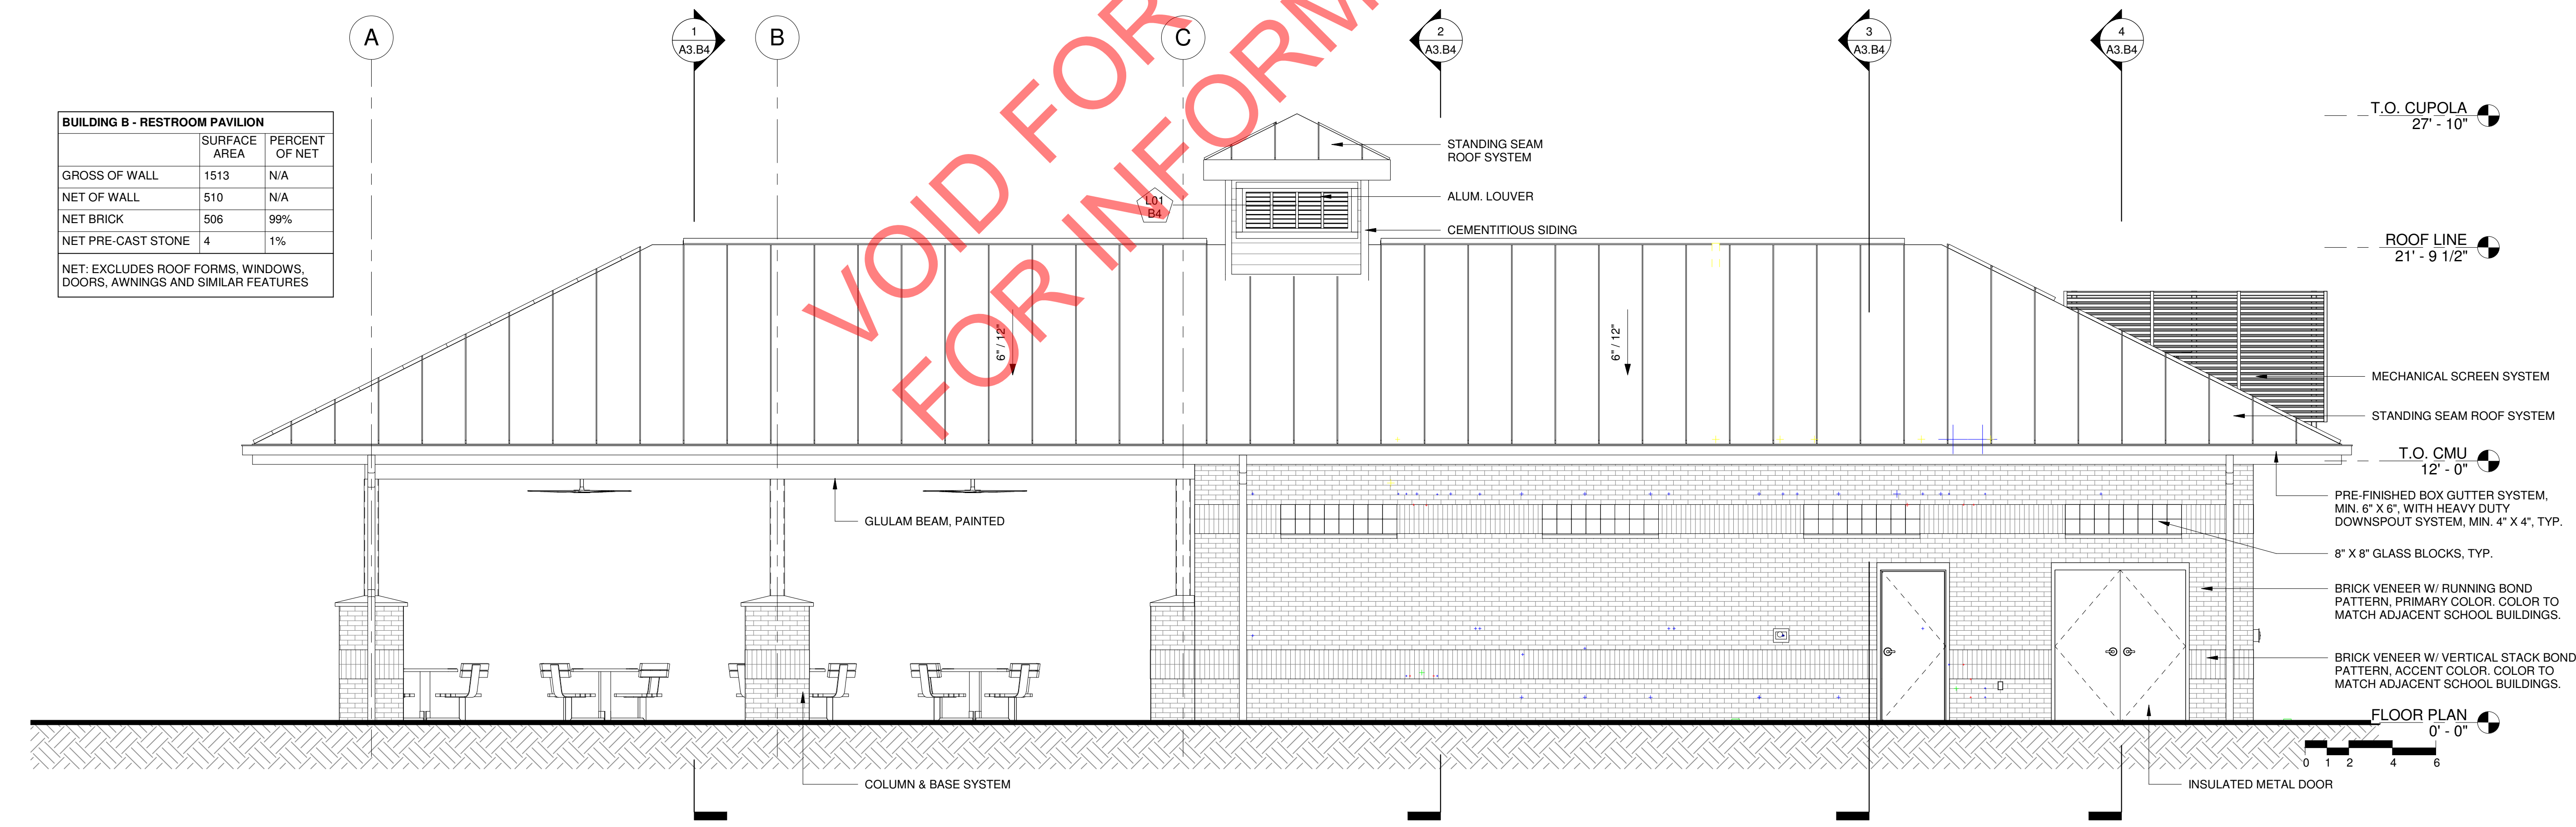 A
1
A3.B4
B
C
2
A3.B4
3
A3.B4
4
A3.B4
VOID FOR
FOR INFORM
BUILDING B - RESTROOM PAVILION
SURFACE AREA PERCENT OF NET
GROSS OF WALL 1513 N/A
NET OF WALL 510 N/A
NET BRICK 506 99%
NET PRE-CAST STONE 4 1%
NET: EXCLUDES ROOF FORMS, WINDOWS,
DOORS, AWNINGS AND SIMILAR FEATURES
T.O. CUPOLA
27' - 10"
STANDING SEAM
ROOF SYSTEM
ALUM. LOUVER
L01
B4
CEMENTITIOUS SIDING
ROOF LINE
21' - 9 1/2"
6" / 12"
6" / 12"
MECHANICAL SCREEN SYSTEM
STANDING SEAM ROOF SYSTEM
T.O. CMU
12' - 0"
PRE-FINISHED BOX GUTTER SYSTEM,
MIN. 6" X 6", WITH HEAVY DUTY
DOWNSPOUT SYSTEM, MIN. 4" X 4", TYP.
GLULAM BEAM, PAINTED
8" X 8" GLASS BLOCKS, TYP.
BRICK VENEER W/ RUNNING BOND
PATTERN, PRIMARY COLOR. COLOR TO
MATCH ADJACENT SCHOOL BUILDINGS.
BRICK VENEER W/ VERTICAL STACK BOND
PATTERN, ACCENT COLOR. COLOR TO
MATCH ADJACENT SCHOOL BUILDINGS.
FLOOR PLAN
0' - 0"
0 1 2 4 6
COLUMN & BASE SYSTEM
INSULATED METAL DOOR